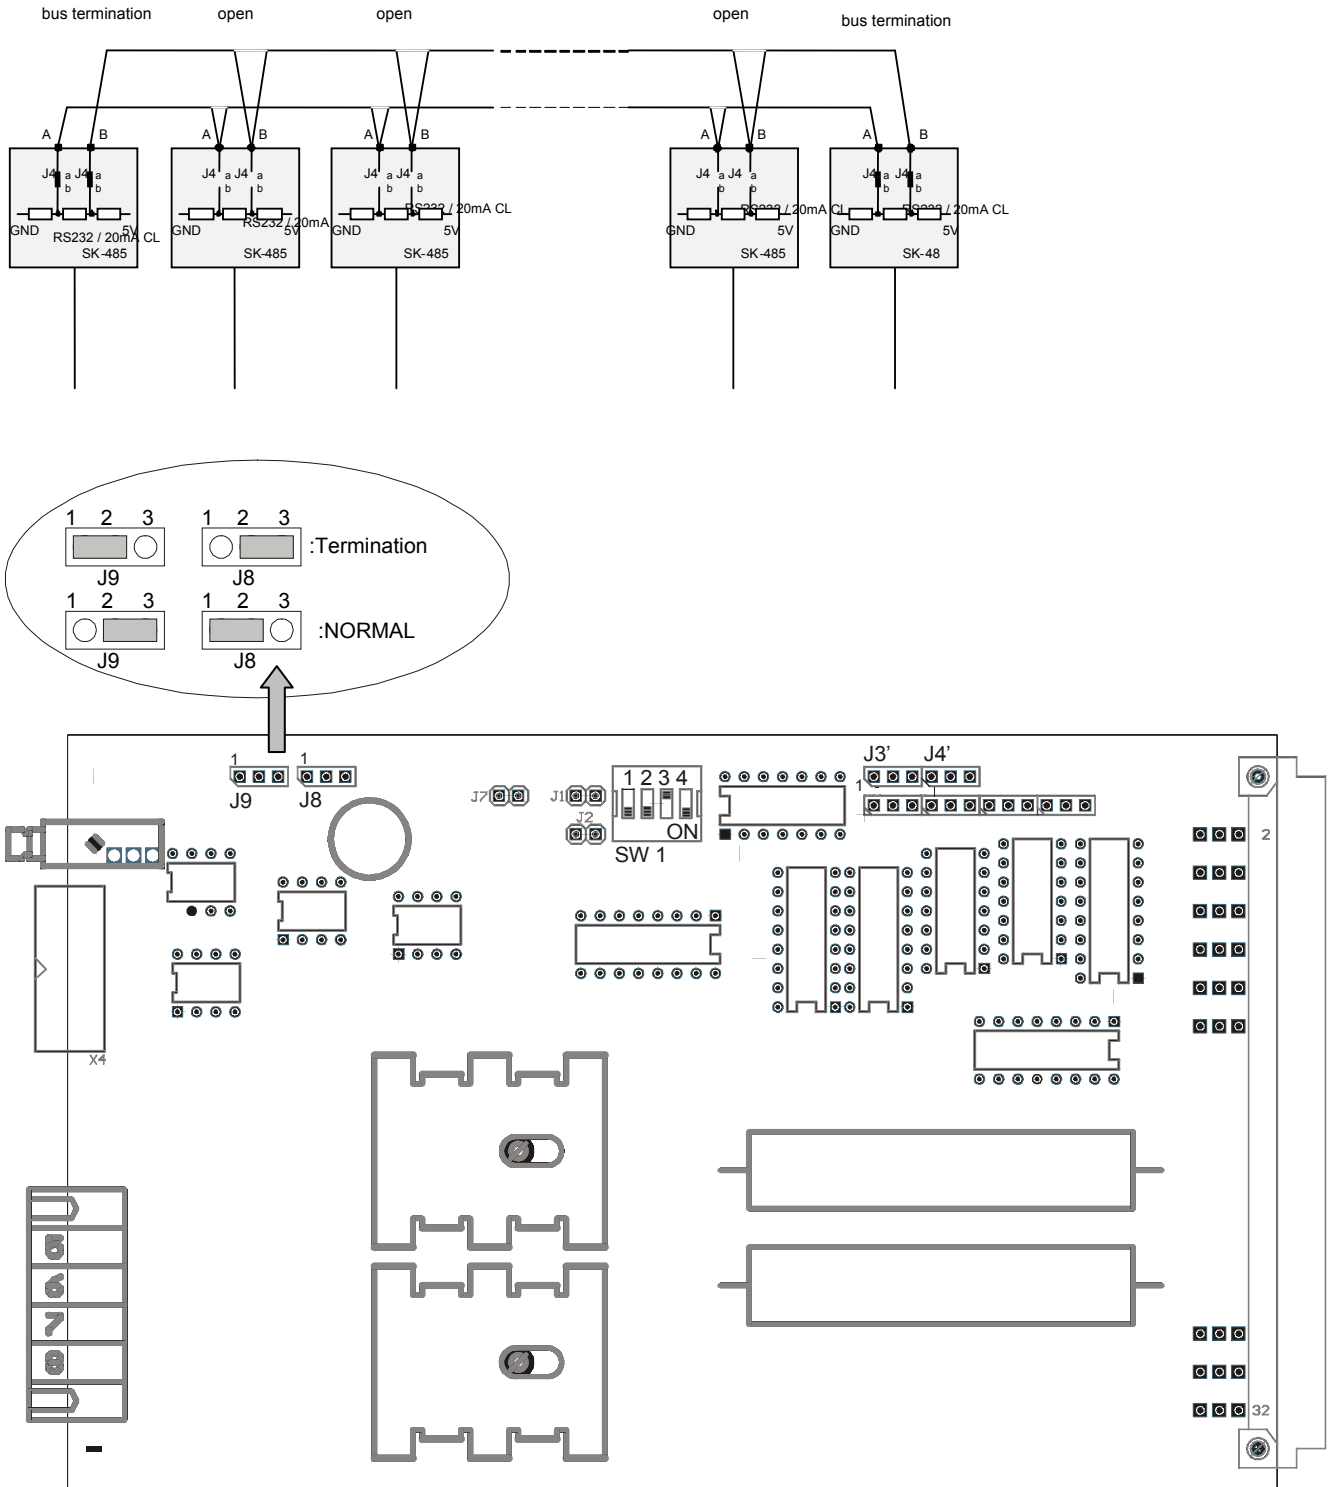 bus termination open open open bus termination
A B A B A B A B A B
J4 J4 a J4 J4 a J4 J4 a J4 J4 a J4 J4 a
b b b b b b b b b b
RS232 / 20mA CL RS232 / 20mA CL RS232 / 20mA CL
GND RS232 / 20mA CL 5V GND RS232 / 20mA 5V GND 5V GND 5V GND
SK-485 SK-485 SK-485 SK-485 SK-48
1 2 3 1 2 3
:Termination
J9 J8
1 2 3 1 2 3
:NORMAL
J9 J8
1 1 J3' J4'
J9 J8 J7 J1 1 2 3 4 1
J2 ON 2
SW 1
X4
5
6
7
8
32